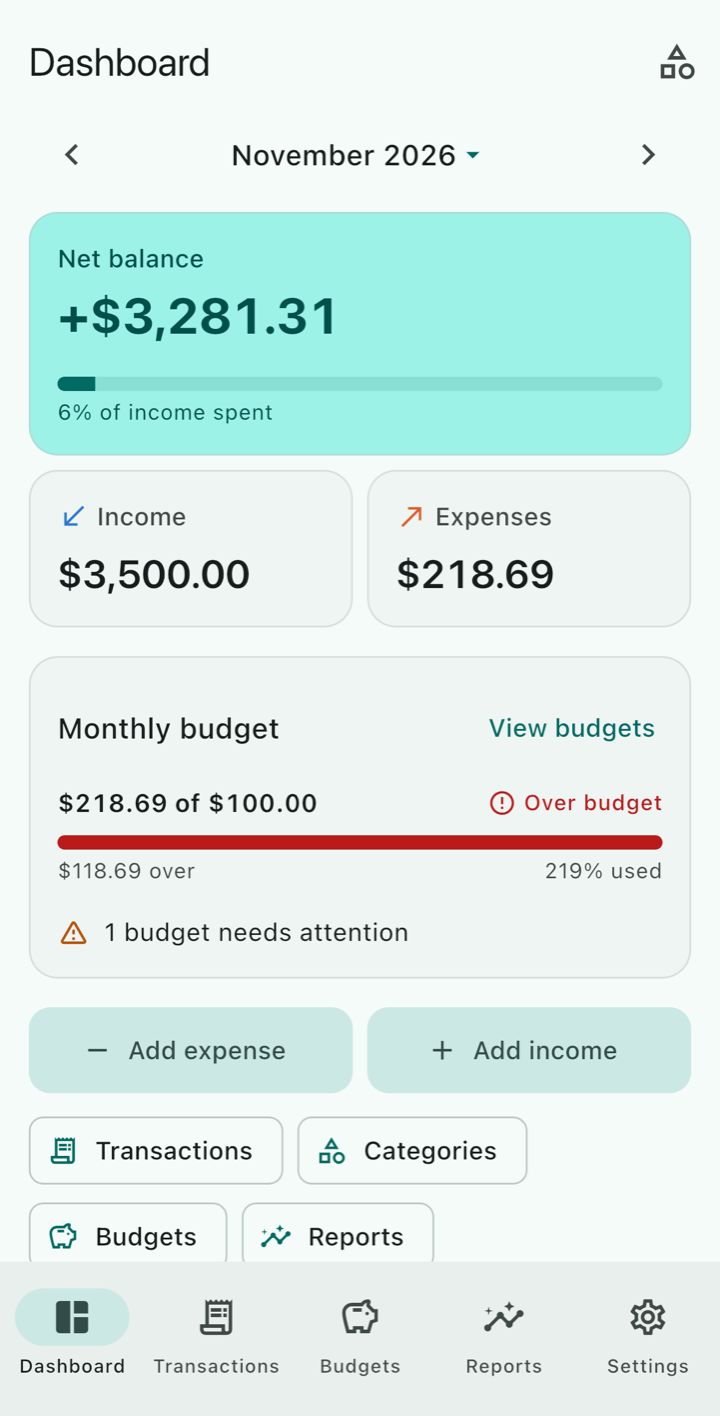 Dashboard
November 2026
Net balance
+$3,281.31
6% of income spent
Income
$3,500.00
Expenses
$218.69
Monthly budget
View budgets
$218.69 of $100.00
Over budget
$118.69 over
219% used
1 budget needs attention
Add expense
Add income
Transactions
Categories
Budgets
Reports
Dashboard
Transactions
Budgets
Reports
Settings